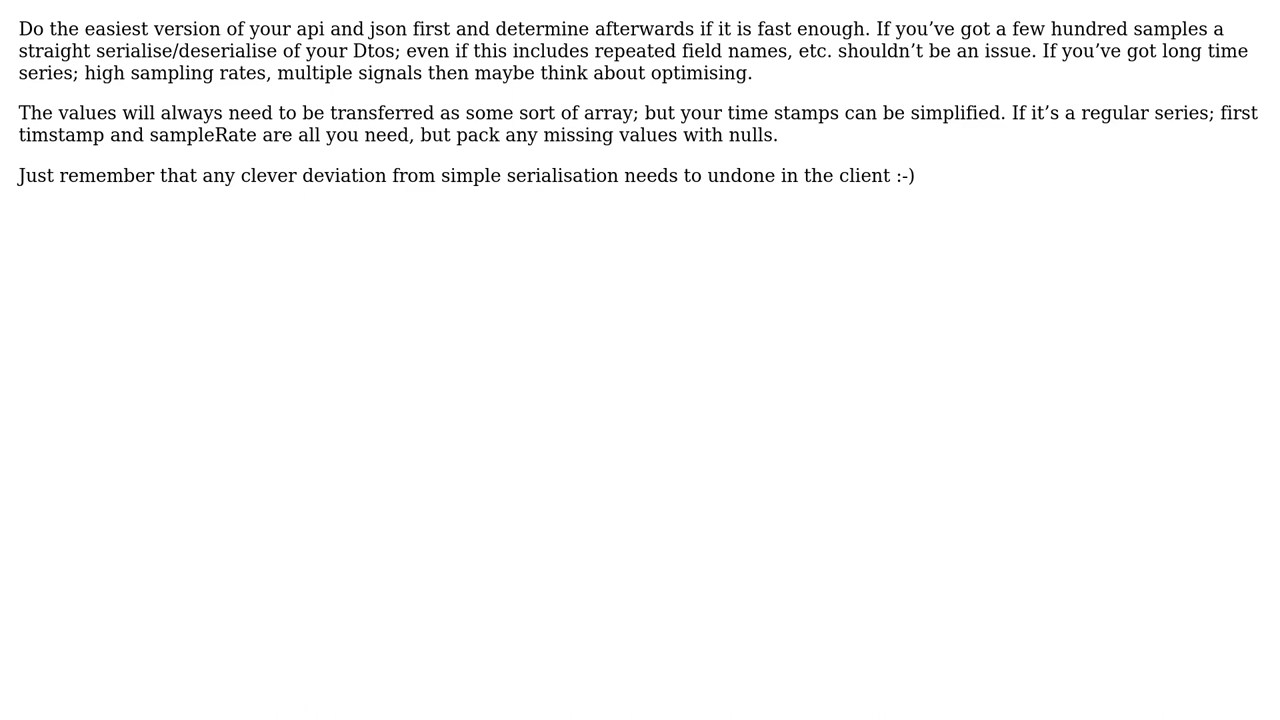 Do the easiest version of your api and json first and determine afterwards if it is fast enough. If you’ve got a few hundred samples a
straight serialise/deserialise of your Dtos; even if this includes repeated field names, etc. shouldn’t be an issue. If you’ve got long time
series; high sampling rates, multiple signals then maybe think about optimising.
The values will always need to be transferred as some sort of array; but your time stamps can be simplified. If it’s a regular series; first
timstamp and sampleRate are all you need, but pack any missing values with nulls.
Just remember that any clever deviation from simple serialisation needs to undone in the client :-)